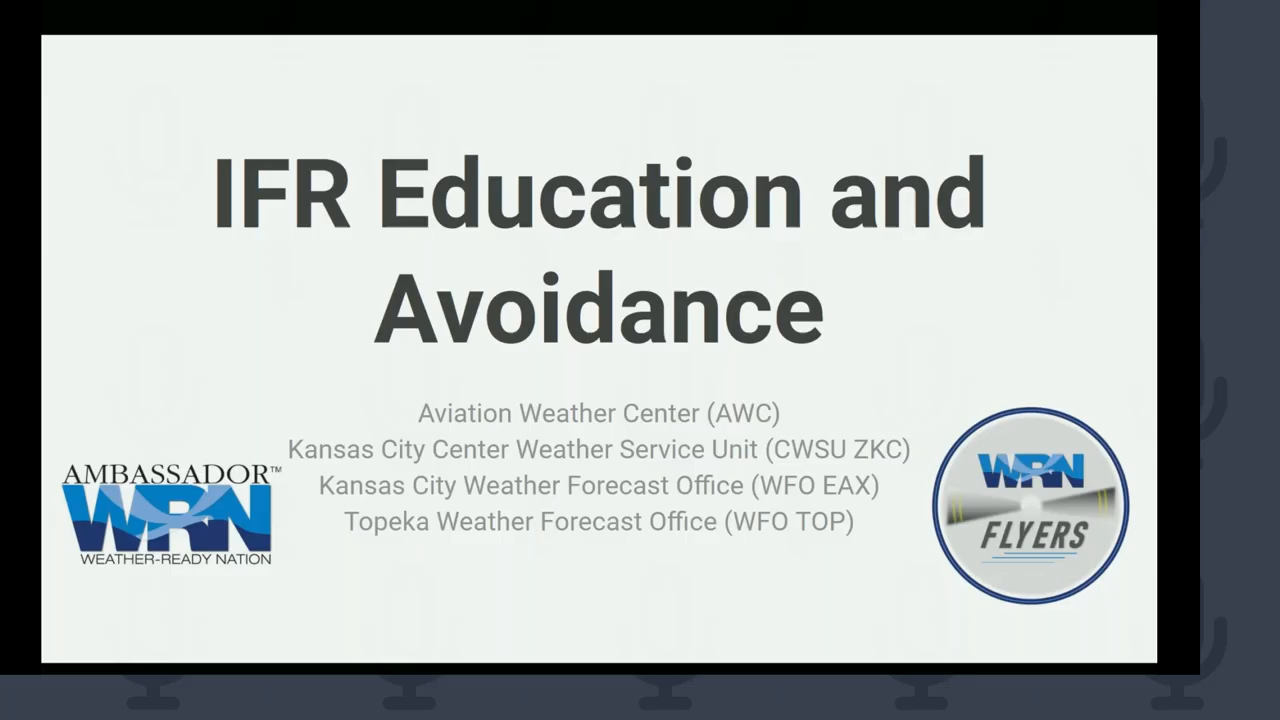 IFR Education and
Avoidance
Aviation Weather Center (AWC)
Kansas City Center Weather Service Unit (CWSU ZKC)
Kansas City Weather Forecast Office (WFO EAX)
Topeka Weather Forecast Office (WFO TOP)
AMBASSADOR™
WRN
WEATHER-READY NATION
WRN
FLYERS